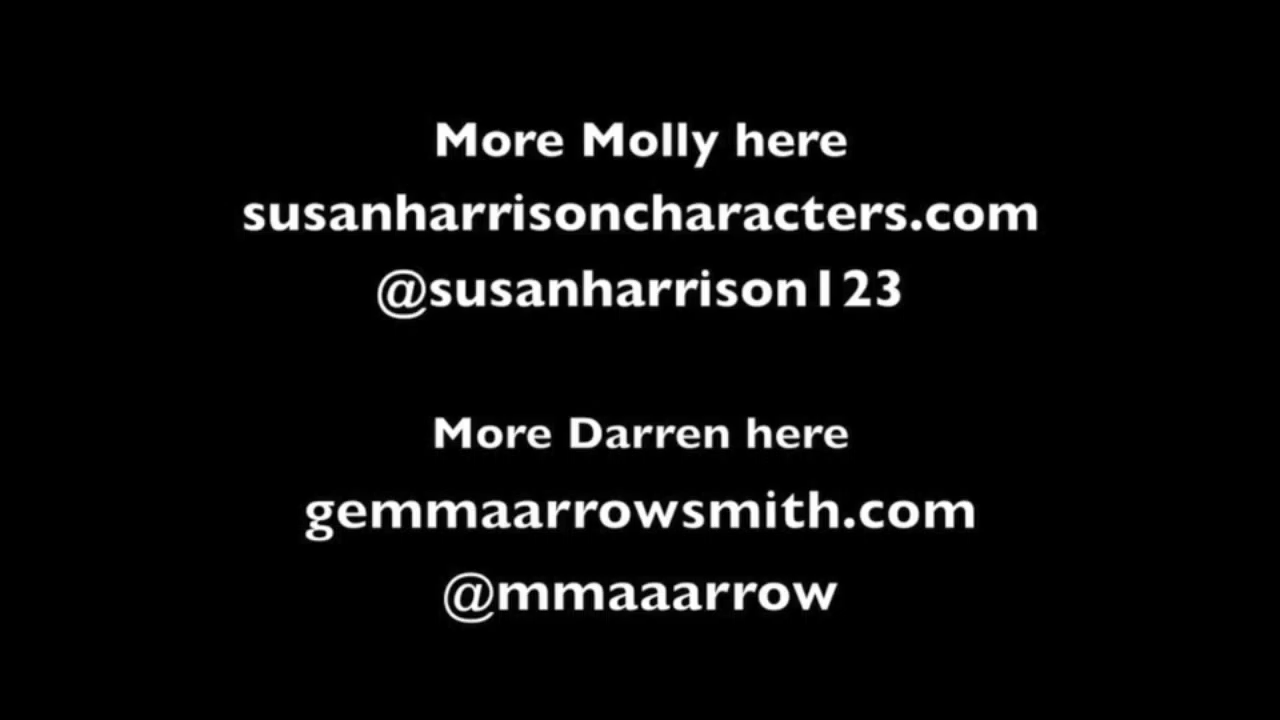 More Molly here
susanharrisoncharacters.com
@susanharrison123
More Darren here
gemmaarrowsmith.com
@mmaaarrow